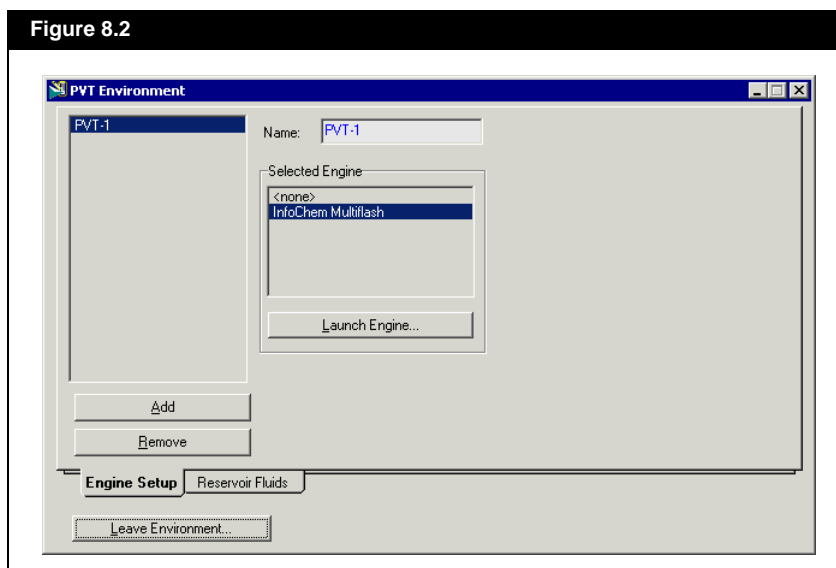 Figure 8.2
PVT Environment
PVT-1
Name: PVT-1
Selected Engine
<none>
InfoChem Multiflash
Launch Engine...
Add
Remove
Engine Setup Reservoir Fluids
Leave Environment...